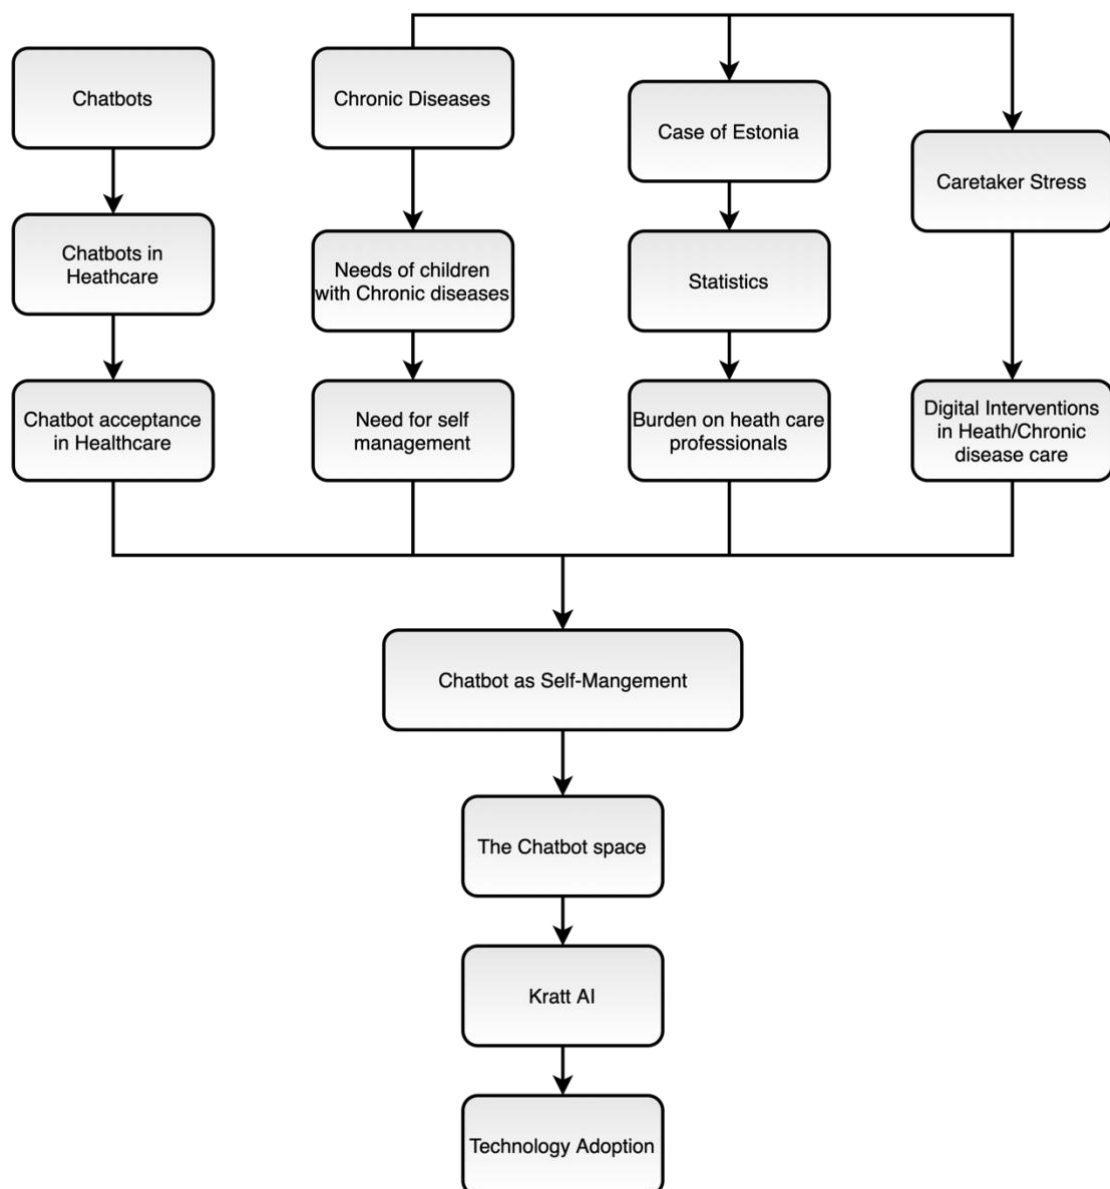 Chatbots
Chronic Diseases
Case of Estonia
Caretaker Stress
Chatbots in
Heathcare
Needs of children
with Chronic diseases
Statistics
Chatbot acceptance
in Healthcare
Need for self
management
Burden on heath care
professionals
Digital Interventions
in Heath/Chronic
disease care
Chatbot as Self-Mangement
The Chatbot space
Kratt AI
Technology Adoption